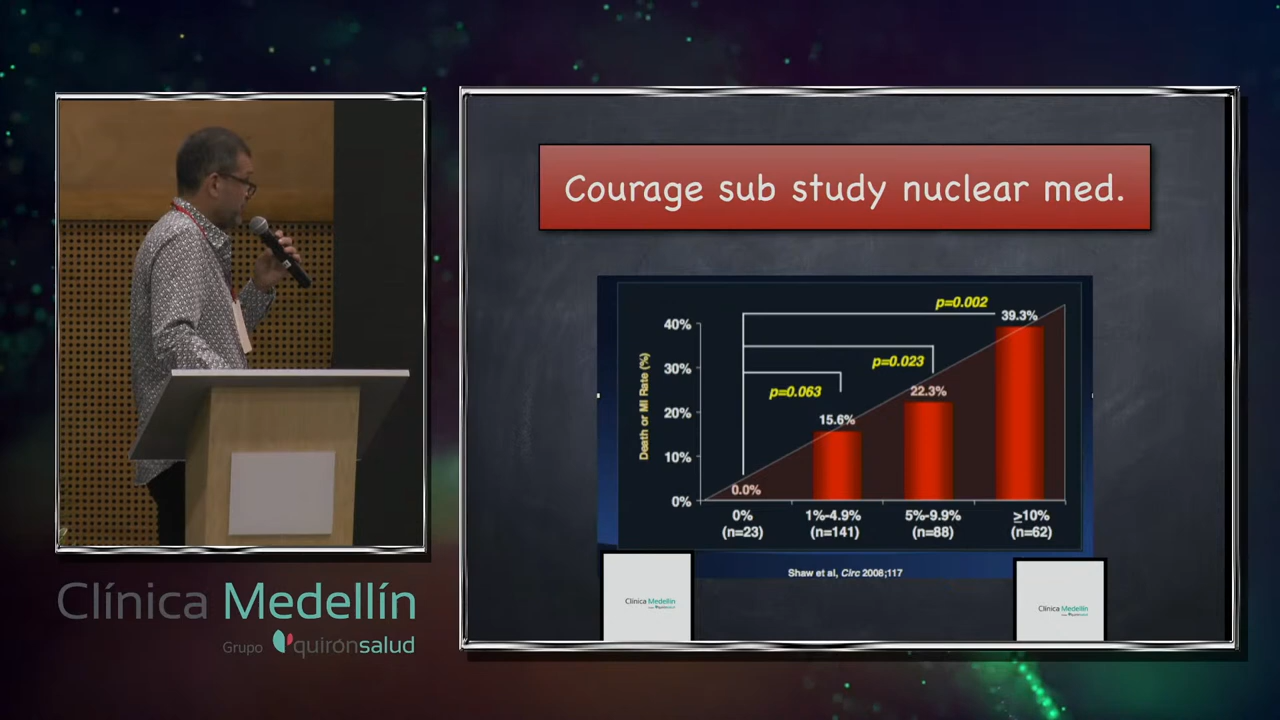 Courage sub study nuclear med.
p=0.002
39.3%
40%
p=0.023
30%
p=0.063
22.3%
20%
15.6%
10%
0.0%
0%
Death or MI Rate (%)
0% 1%-4.9% 5%-9.9% ≥10%
(n=23) (n=141) (n=88) (n=62)
Shaw et al, Circ 2008;117
Clínica Medellín
Clínica Medellín
Clínica Medellín
Grupo quirónsalud